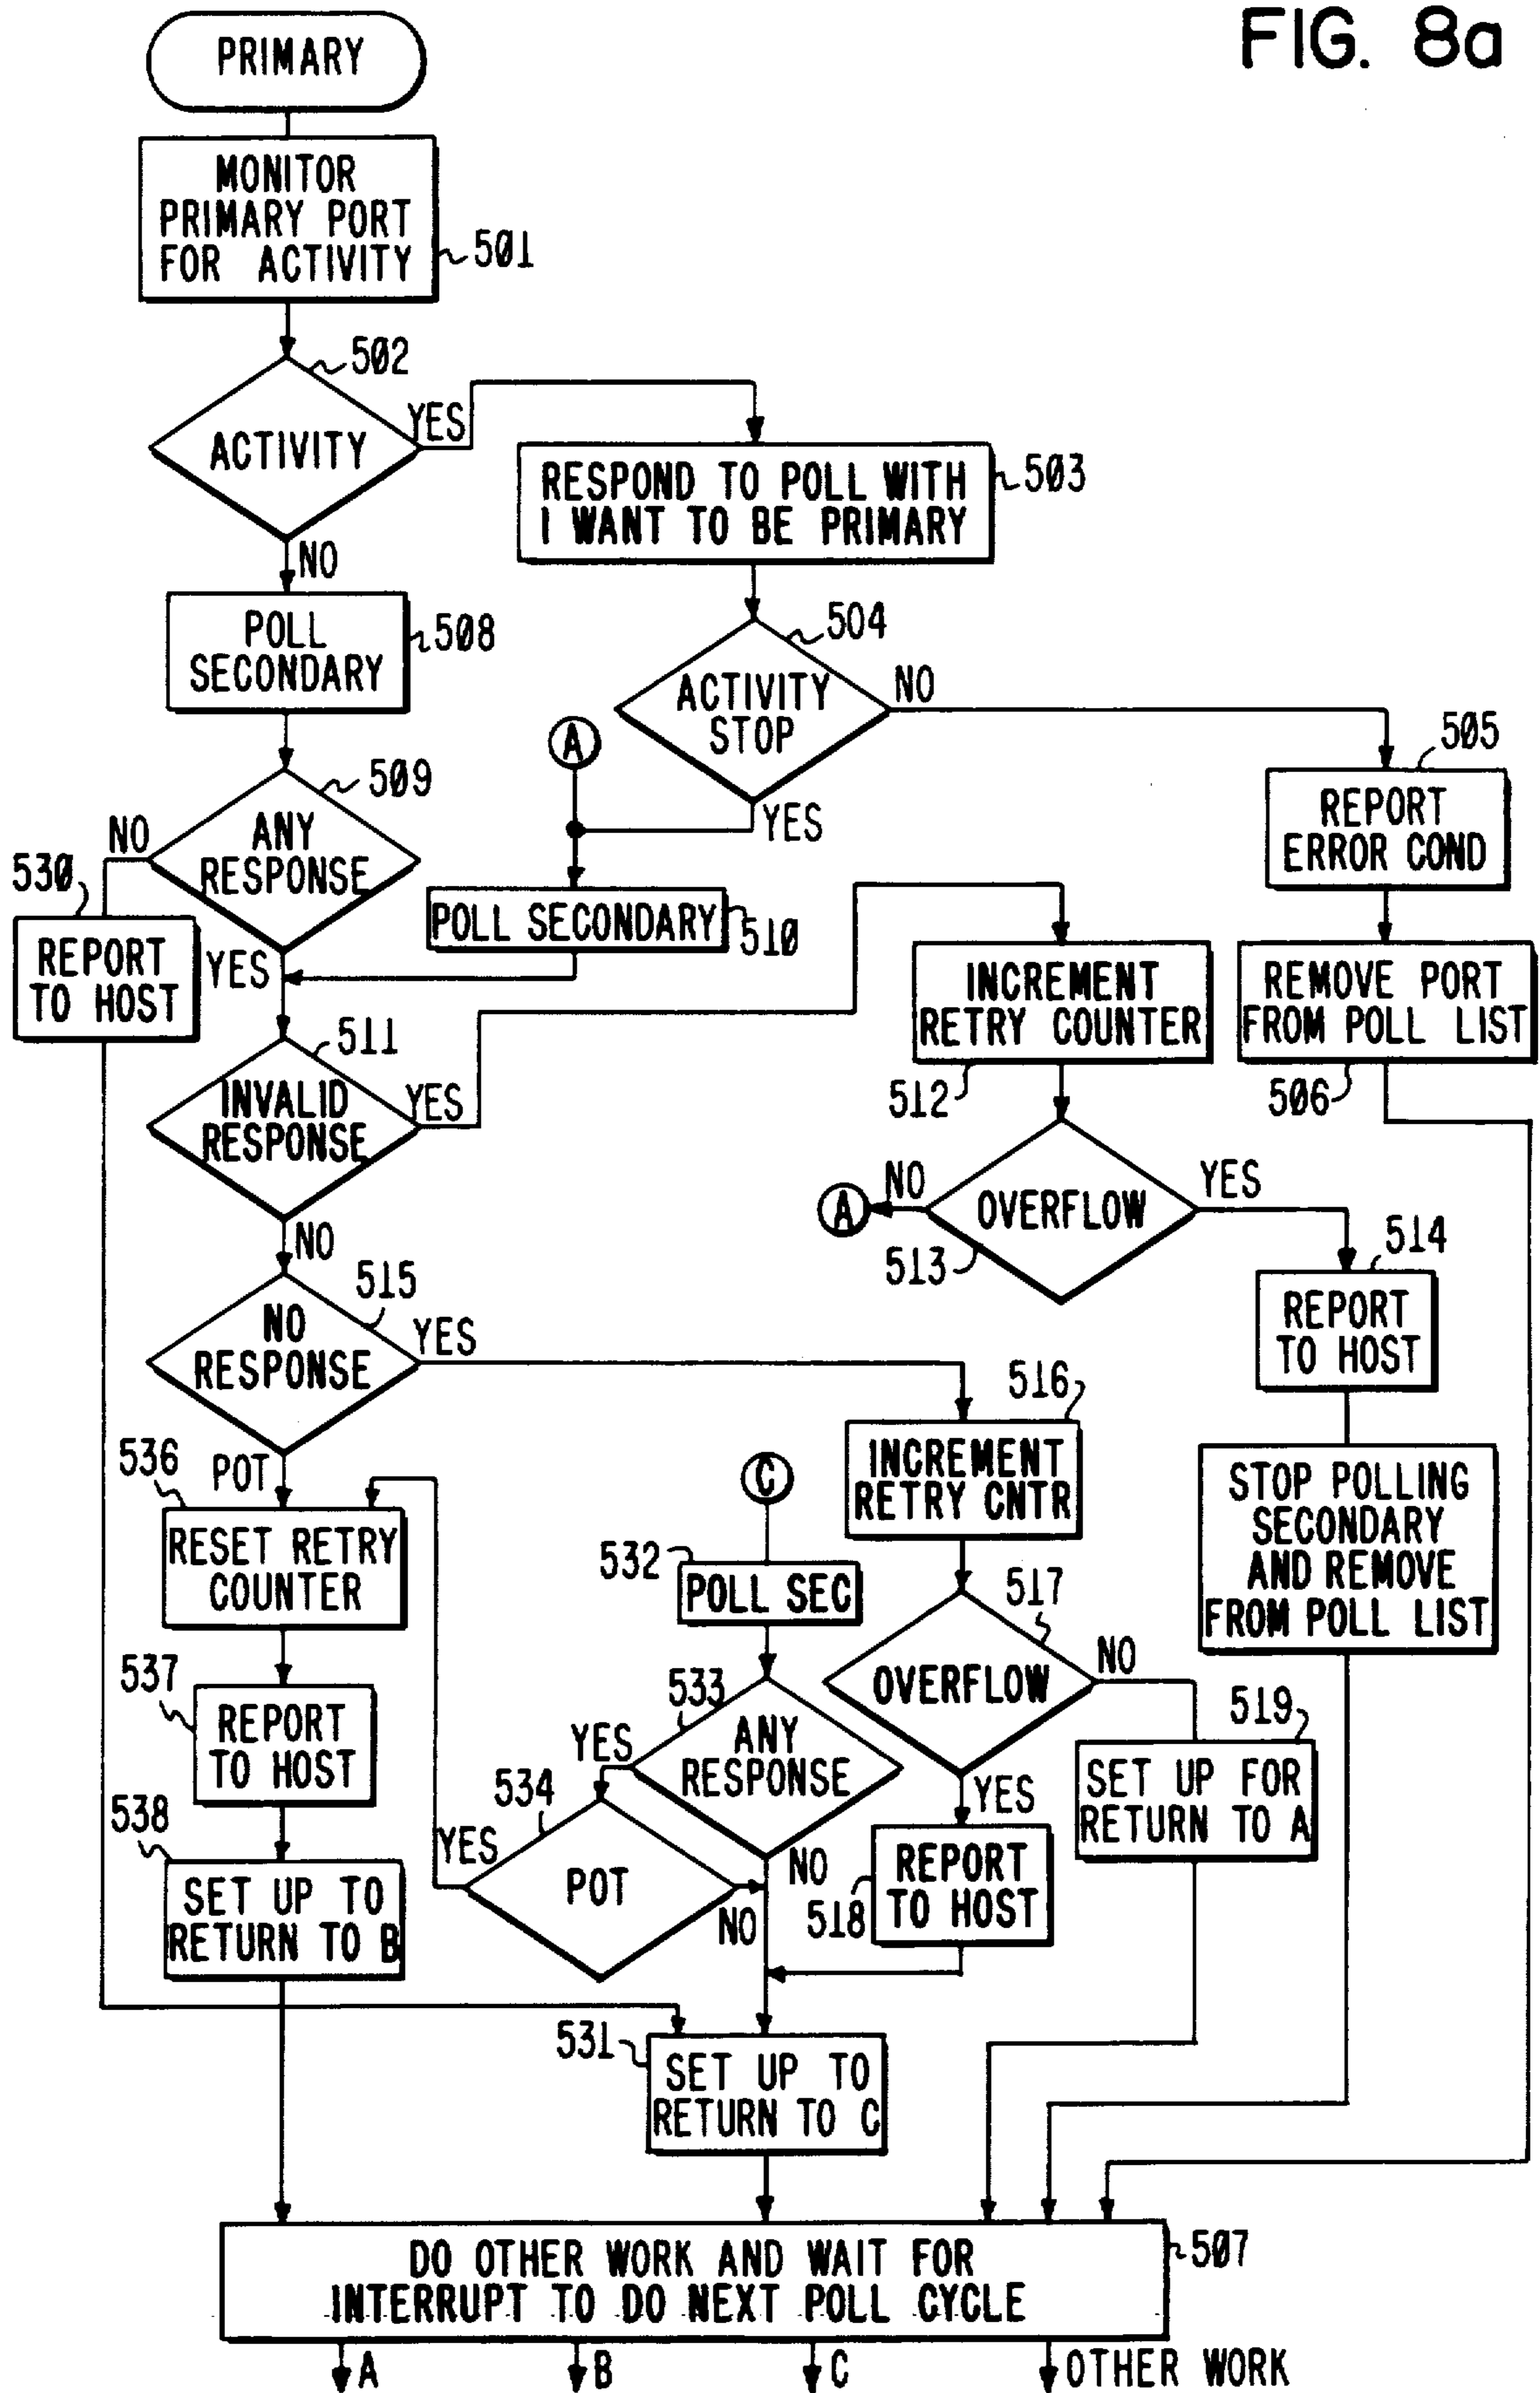 FIG. 8a
PRIMARY
MONITOR
PRIMARY PORT
FOR ACTIVITY
501
502
ACTIVITY
YES
NO
RESPOND TO POLL WITH
I WANT TO BE PRIMARY
503
POLL
SECONDARY
508
504
ACTIVITY
STOP
NO
YES
A
505
REPORT
ERROR COND
509
ANY
RESPONSE
NO
YES
530
REPORT
TO HOST
POLL SECONDARY
510
INCREMENT
RETRY COUNTER
512
REMOVE PORT
FROM POLL LIST
506
511
INVALID
RESPONSE
YES
NO
A
NO
OVERFLOW
YES
513
514
REPORT
TO HOST
515
NO
RESPONSE
YES
POT
516
INCREMENT
RETRY CNTR
STOP POLLING
SECONDARY
AND REMOVE
FROM POLL LIST
536
RESET RETRY
COUNTER
C
532
POLL SEC
517
OVERFLOW
NO
YES
537
REPORT
TO HOST
533
ANY
RESPONSE
YES
NO
519
SET UP FOR
RETURN TO A
534
POT
YES
NO
518
REPORT
TO HOST
538
SET UP TO
RETURN TO B
531
SET UP TO
RETURN TO C
DO OTHER WORK AND WAIT FOR
INTERRUPT TO DO NEXT POLL CYCLE
507
A
B
C
OTHER WORK